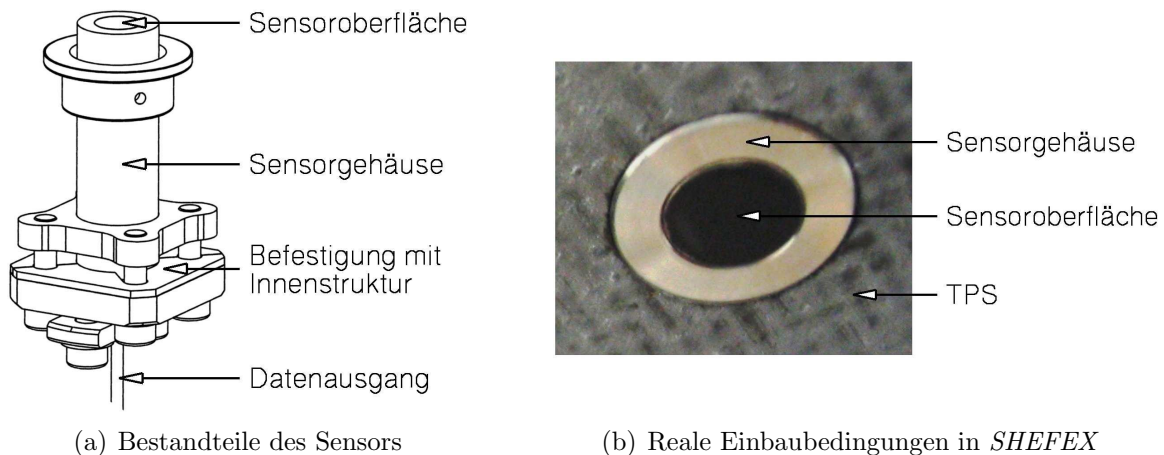 Sensoroberfläche
Sensorgehäuse
Befestigung mit
Innenstruktur
Datenausgang
(a) Bestandteile des Sensors
Sensorgehäuse
Sensoroberfläche
TPS
(b) Reale Einbaubedingungen in SHEFEX